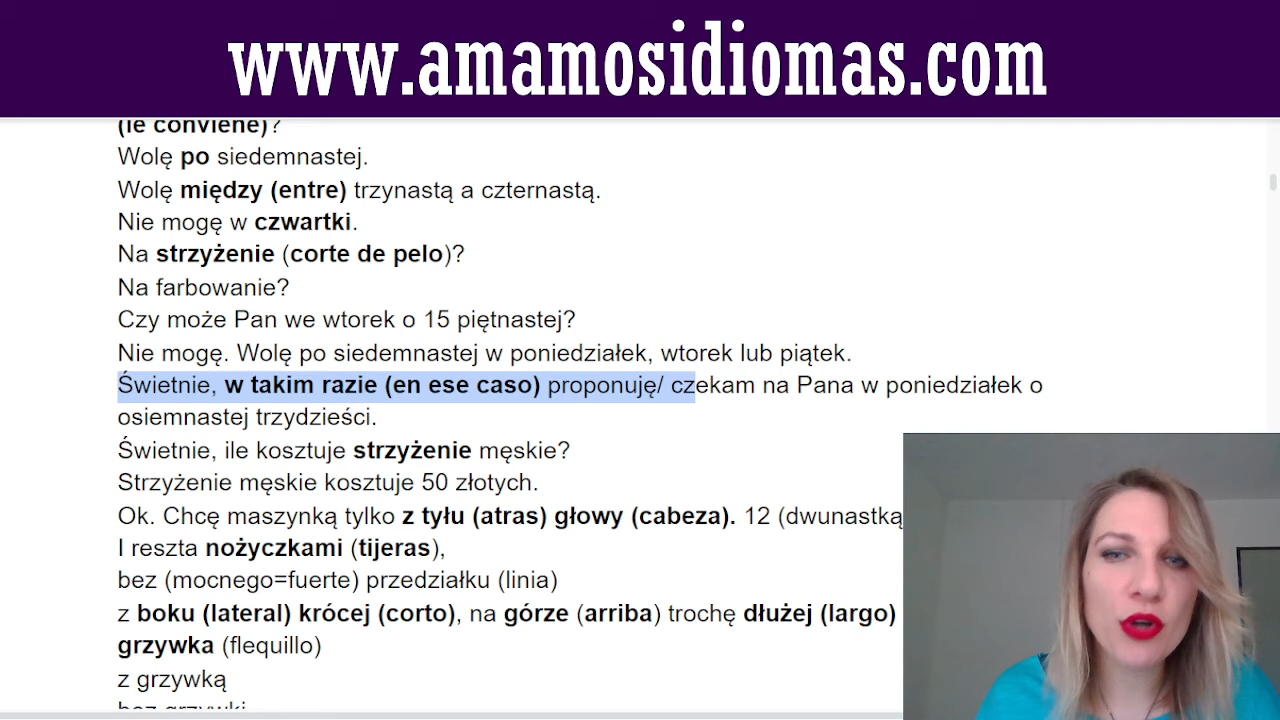 www.amamosidiomas.com
(le conviene)?
Wolę po siedemnastej.
Wolę między (entre) trzynastą a czternastą.
Nie mogę w czwartki.
Na strzyżenie (corte de pelo)?
Na farbowanie?
Czy może Pan we wtorek o 15 piętnastej?
Nie mogę. Wolę po siedemnastej w poniedziałek, wtorek lub piątek.
Świetnie, w takim razie (en ese caso) proponuję/ czekam na Pana w poniedziałek o
osiemnastej trzydzieści.
Świetnie, ile kosztuje strzyżenie męskie?
Strzyżenie męskie kosztuje 50 złotych.
Ok. Chcę maszynką tylko z tyłu (atras) głowy (cabeza). 12 (dwunastką
I reszta nożyczkami (tijeras),
bez (mocnego=fuerte) przedziałku (linia)
z boku (lateral) krócej (corto), na górze (arriba) trochę dłużej (largo)
grzywka (flequillo)
z grzywką
bez grzywki